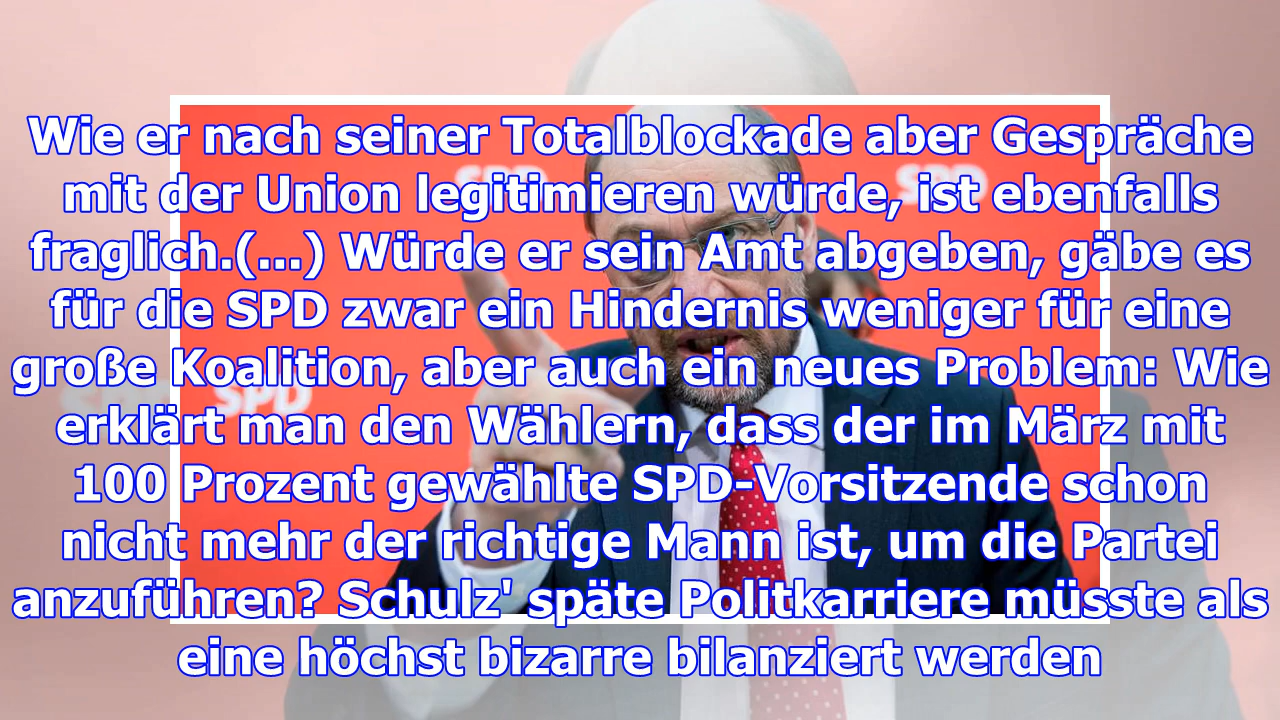 Wie er nach seiner Totalblockade aber Gespräche
mit der Union legitimieren würde, ist ebenfalls
fraglich.(...) Würde er sein Amt abgeben, gäbe es
für die SPD zwar ein Hindernis weniger für eine
große Koalition, aber auch ein neues Problem: Wie
erklärt man den Wählern, dass der im März mit
100 Prozent gewählte SPD-Vorsitzende schon
nicht mehr der richtige Mann ist, um die Partei
anzuführen? Schulz' späte Politkarriere müsste als
eine höchst bizarre bilanziert werden
SPD
SPD
SPD